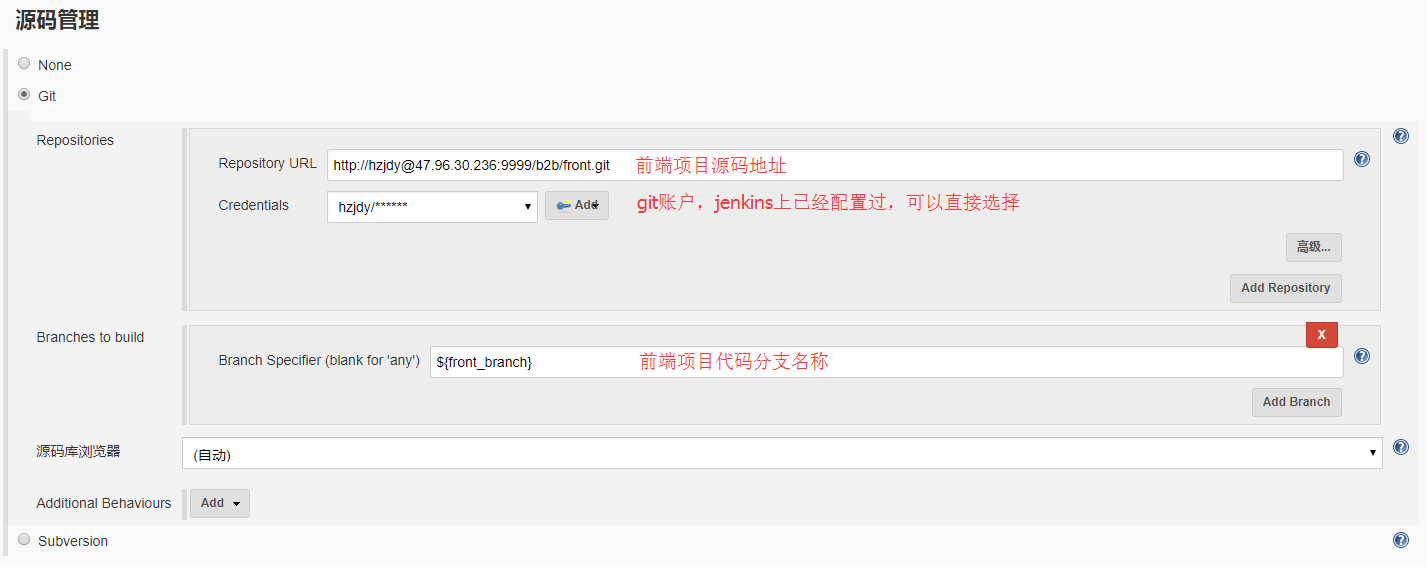 源码管理
None
Git
Repositories
Repository URL http://hzjdy@47.96.30.236:9999/b2b/front.git 前端项目源码地址
Credentials hzjdy/****** Add git账户，jenkins上已经配置过，可以直接选择
高级...
Add Repository
Branches to build
X
Branch Specifier (blank for 'any') ${front_branch} 前端项目代码分支名称
Add Branch
源码库浏览器 (自动)
Additional Behaviours Add
Subversion